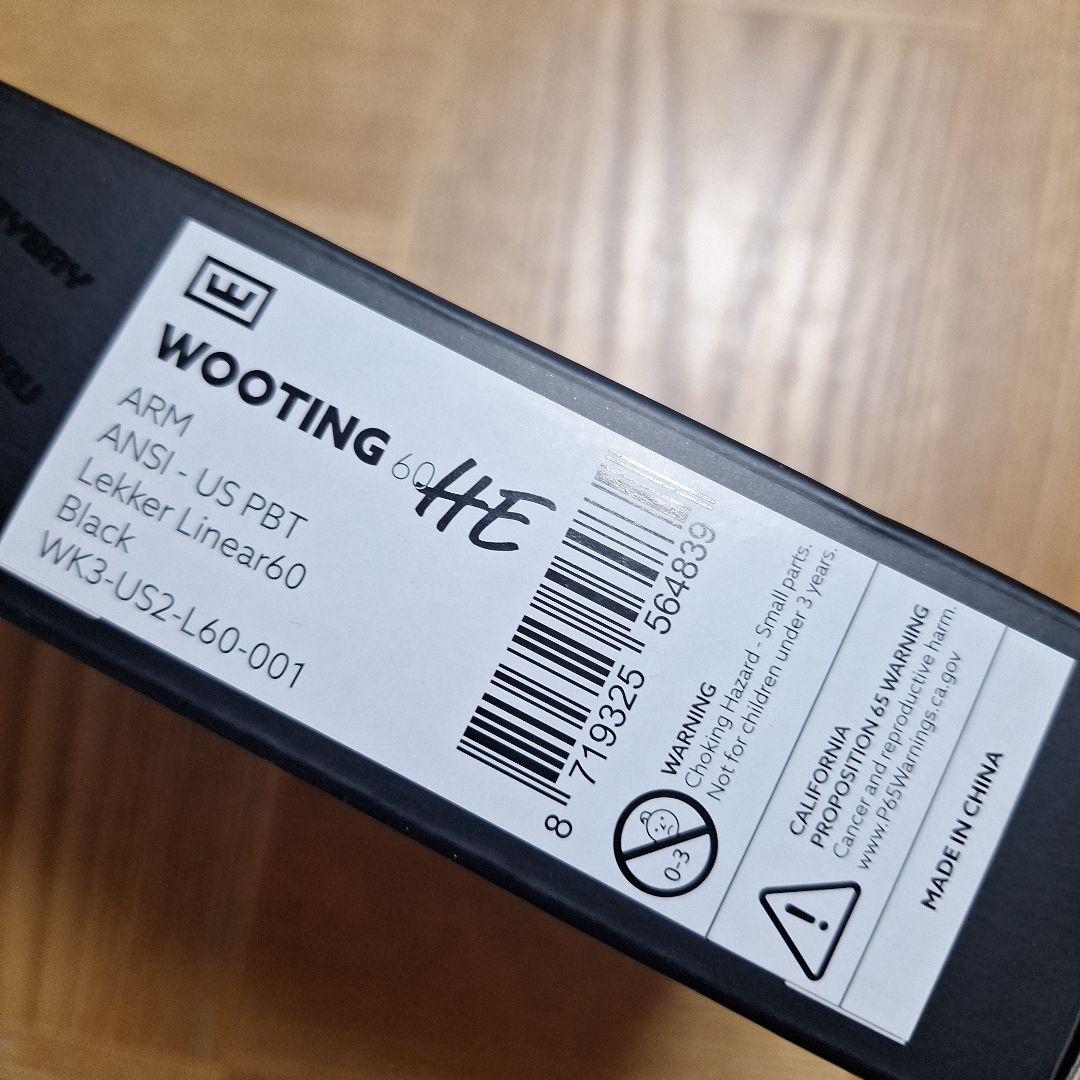 WOOTING 60HE
ARM
ANSI - US PBT
Lekker Linear60
Black
WK3-US2-L60-001
8 719325 564839
WARNING
Choking Hazard - Small parts.
Not for children under 3 years.
0-3
CALIFORNIA
PROPOSITION 65 WARNING
Cancer and reproductive harm.
www.P65Warnings.ca.gov
MADE IN CHINA